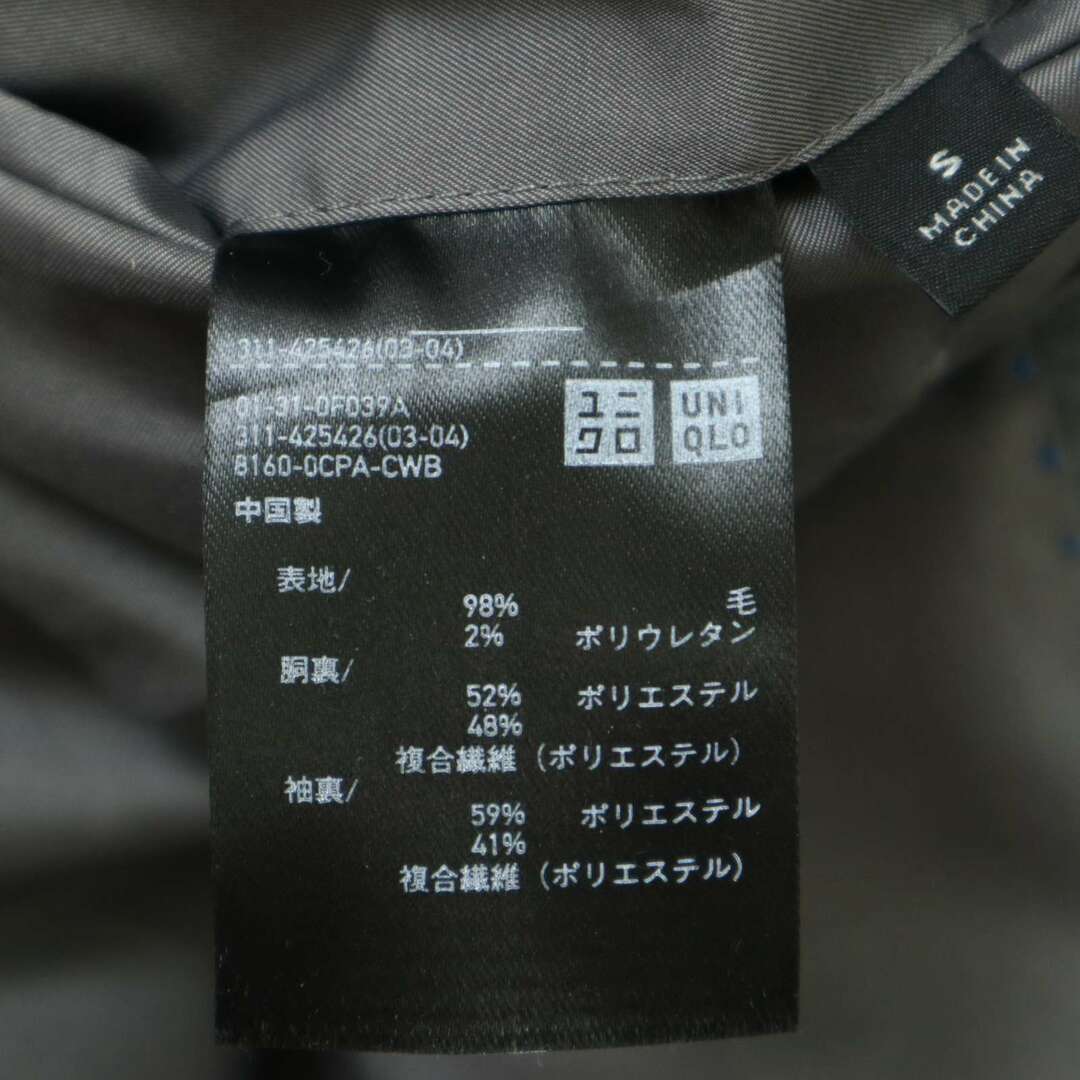 S
MADE IN
CHINA
311-425426(03-04)
01-31-0F039A
311-425426(03-04)
8160-0CPA-CWB
ユニ
クロ
UNI
QLO
中国製
表地/
98% 毛
2% ポリウレタン
胴裏/
52% ポリエステル
48%
複合繊維(ポリエステル)
袖裏/
59% ポリエステル
41%
複合繊維(ポリエステル)